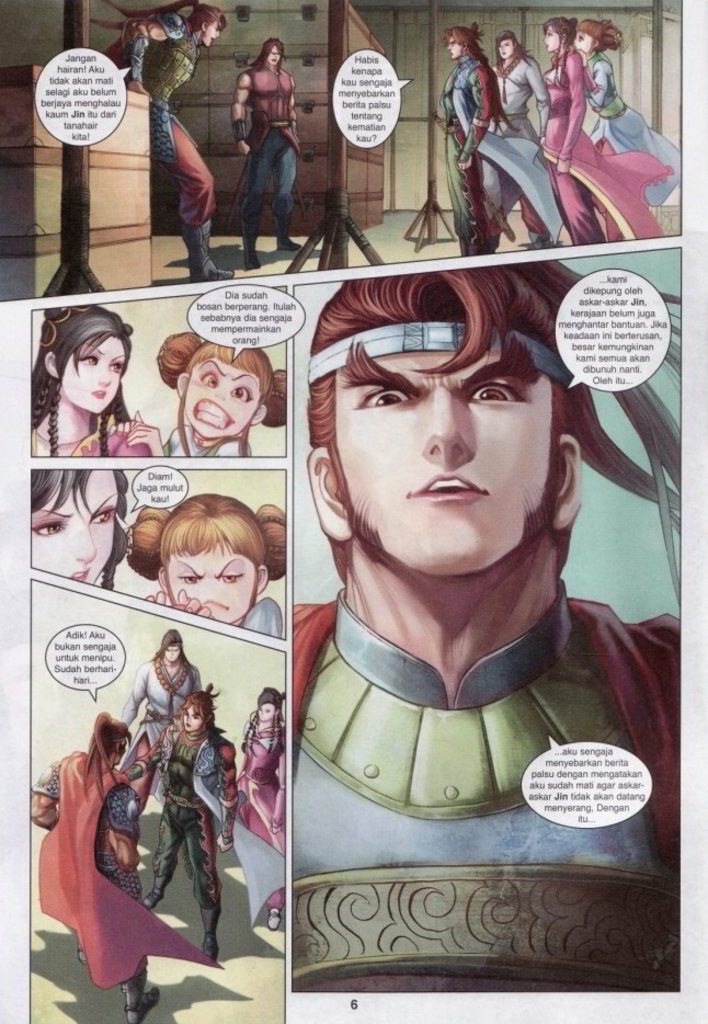 Jangan
hairan! Aku
tidak akan mati
selagi aku belum
berjaya menghalau
kaum Jin itu dari
tanahair
kita!
Habis
kenapa
kau sengaja
menyebarkan
berita palsu
tentang
kematian
kau?
Dia sudah
bosan berperang. Itulah
sebabnya dia sengaja
mempermainkan
orang!
...kami
dikepung oleh
askar-askar Jin,
kerajaan belum juga
menghantar bantuan. Jika
keadaan ini berterusan,
besar kemungkinan
kami semua akan
dibunuh nanti.
Oleh itu...
Diam!
Jaga mulut
kau!
Adik! Aku
bukan sengaja
untuk menipu.
Sudah berhari-
hari...
...aku sengaja
menyebarkan berita
palsu dengan mengatakan
aku sudah mati agar askar-
askar Jin tidak akan datang
menyerang, Dengan
itu...
6